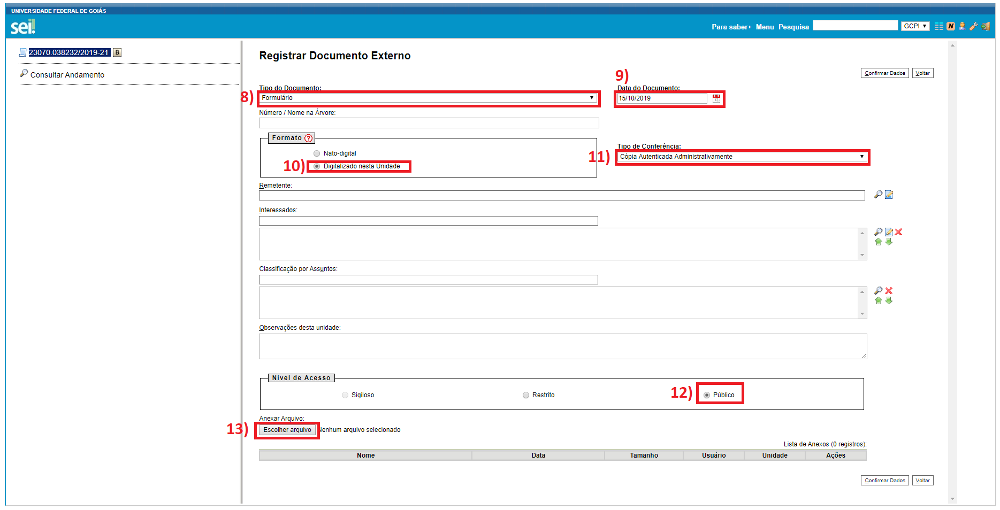 UNIVERSIDADE FEDERAL DE GOIÁS
sei!
Para saber+ Menu Pesquisa GCPI
23070.038232/2019-21 B
Consultar Andamento
Registrar Documento Externo
Confirmar Dados Voltar
9)
Tipo do Documento: Data do Documento:
8) Formulário 15/10/2019
Número / Nome na Árvore:
Formato ?
Nato-digital
Tipo de Conferência:
11) Cópia Autenticada Administrativamente
10) Digitalizado nesta Unidade
Remetente:
Interessados:
Classificação por Assuntos:
Observações desta unidade:
Nível de Acesso
Sigiloso Restrito 12) Público
Anexar Arquivo:
13) Escolher arquivo Nenhum arquivo selecionado
Lista de Anexos (0 registros):
Nome Data Tamanho Usuário Unidade Ações
Confirmar Dados Voltar